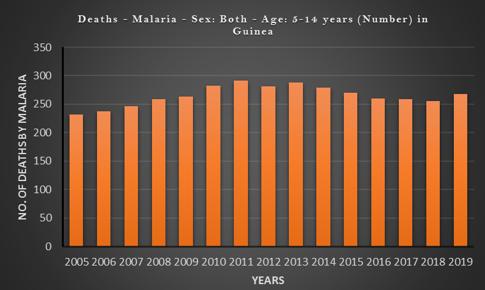 Deaths - Malaria - Sex: Both - Age: 5-14 years (Number) in
Guinea
350
300
250
200
150
100
50
0
NO. OF DEATHS BY MALARIA
2005 2006 2007 2008 2009 2010 2011 2012 2013 2014 2015 2016 2017 2018 2019
YEARS